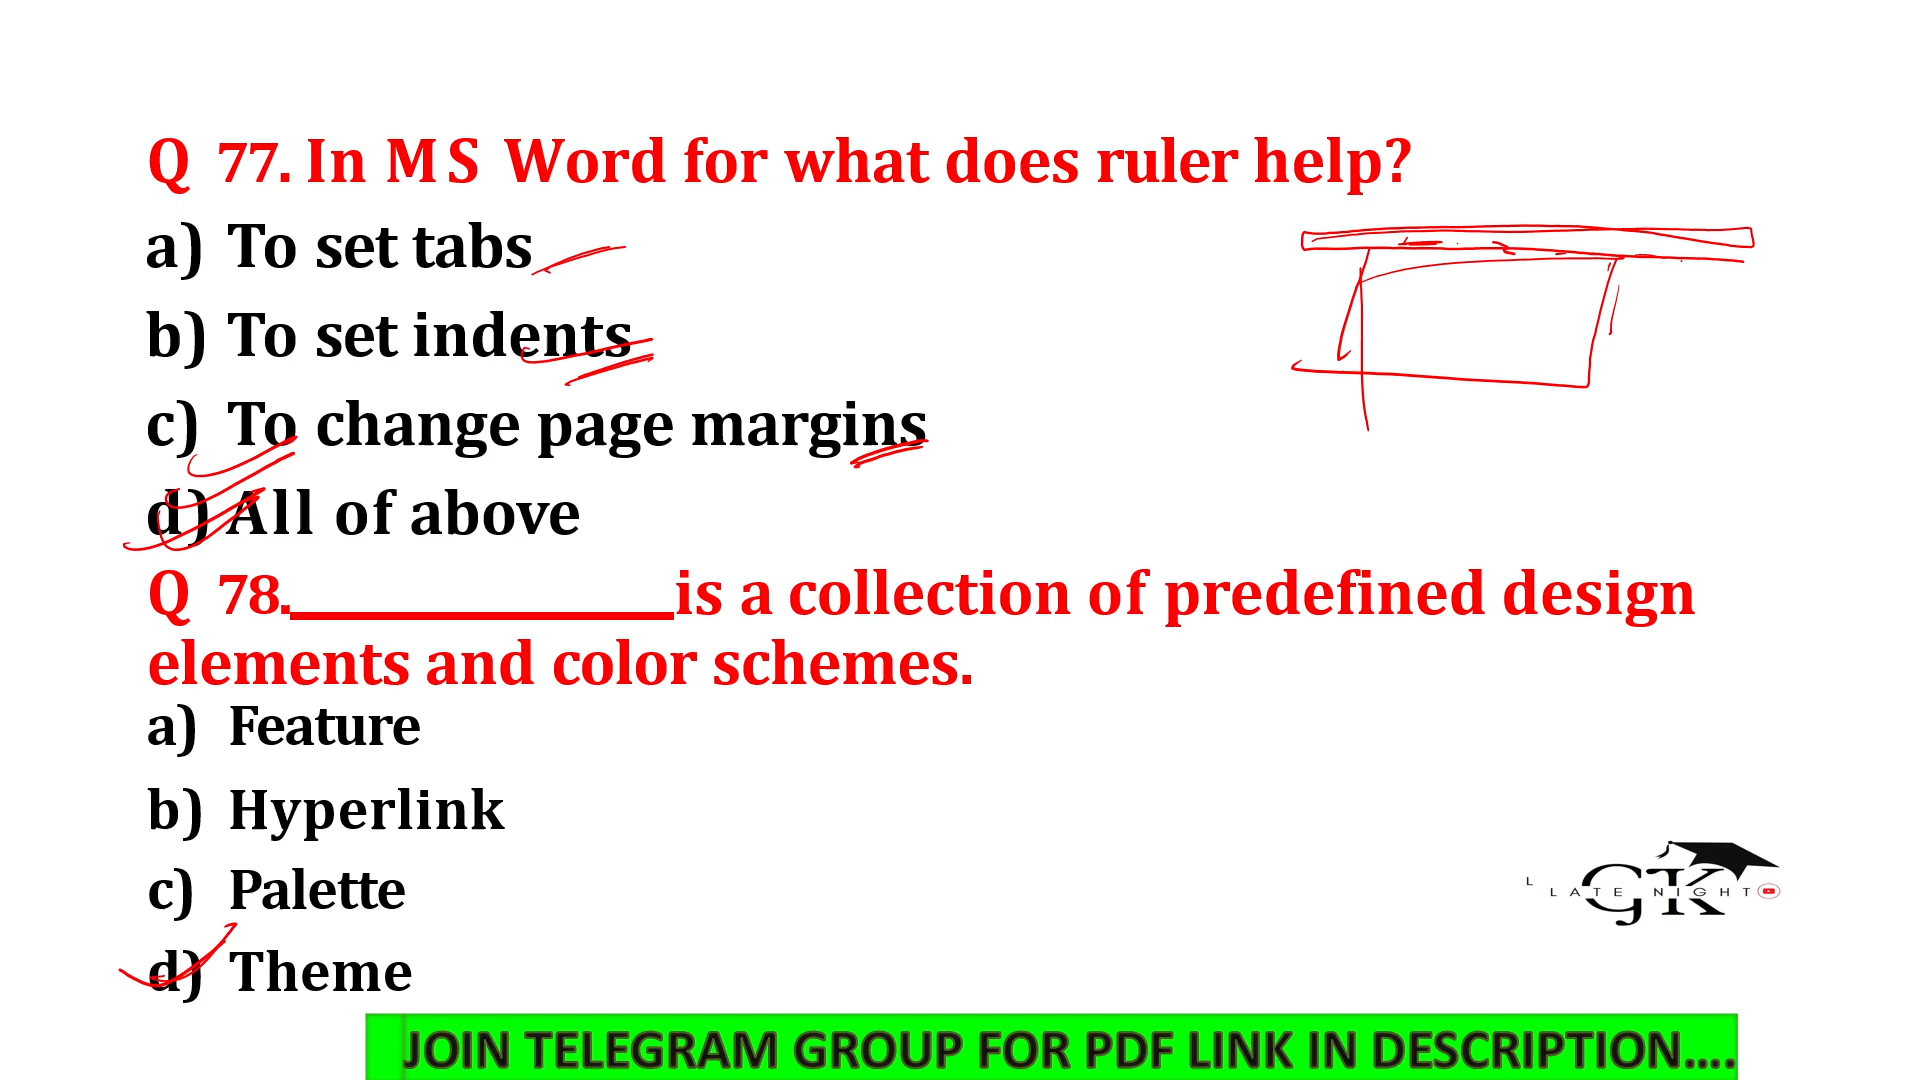 Q 77. In MS Word for what does ruler help?
a) To set tabs
b) To set indents
c) To change page margins
d) All of above
Q 78.____________is a collection of predefined design
elements and color schemes.
a) Feature
b) Hyperlink
c) Palette
d) Theme
L
GK
LATE NIGHT
JOIN TELEGRAM GROUP FOR PDF LINK IN DESCRIPTION....